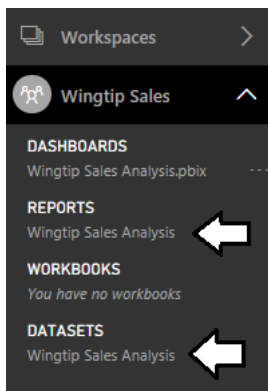 Workspaces
Wingtip Sales
DASHBOARDS
Wingtip Sales Analysis.pbix
REPORTS
Wingtip Sales Analysis
WORKBOOKS
You have no workbooks
DATASETS
Wingtip Sales Analysis